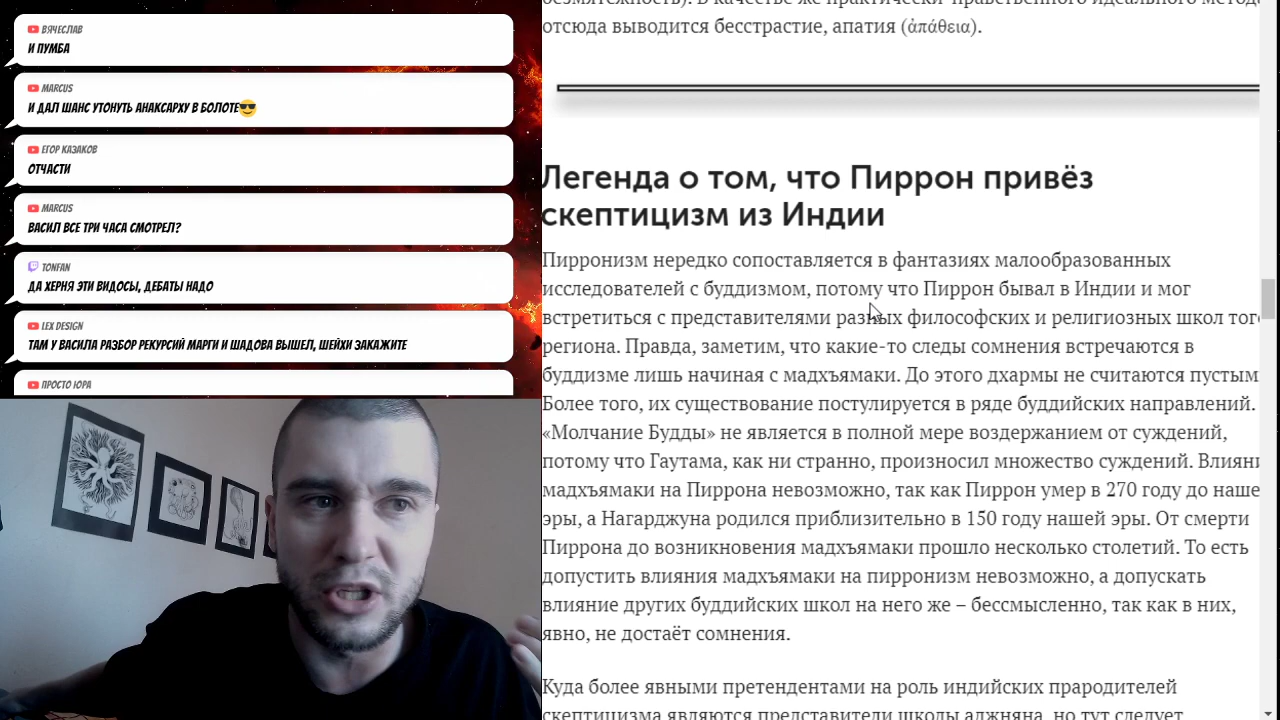 ВЯЧЕСЛАВ
И ПУМБА
MARCUS
И ДАЛ ШАНС УТОНУТЬ АНАКСАРХУ В БОЛОТЕ😎
ЕГОР КАЗАКОВ
ОТЧАСТИ
MARCUS
ВАСИЛ ВСЕ ТРИ ЧАСА СМОТРЕЛ?
TONFAN
ДА ХЕРНЯ ЭТИ ВИДОСЫ, ДЕБАТЫ НАДО
LEX DESIGN
ТАМ У ВАСИЛА РАЗБОР РЕКУРСИЙ МАРГИ И ШАДОВА ВЫШЕЛ, ШЕЙХИ ЗАКАЖИТЕ
ПРОСТО ЮРА
отсюда выводится бесстрастие, апатия (ἀπάθεια).
Легенда о том, что Пиррон привёз
скептицизм из Индии
Пирронизм нередко сопоставляется в фантазиях малообразованных
исследователей с буддизмом, потому что Пиррон бывал в Индии и мог
встретиться с представителями разных философских и религиозных школ тог
региона. Правда, заметим, что какие-то следы сомнения встречаются в
буддизме лишь начиная с мадхъямаки. До этого дхармы не считаются пустым
Более того, их существование постулируется в ряде буддийских направлений.
«Молчание Будды» не является в полной мере воздержанием от суждений,
потому что Гаутама, как ни странно, произносил множество суждений. Влияни
мадхъямаки на Пиррона невозможно, так как Пиррон умер в 270 году до наше
эры, а Нагарджуна родился приблизительно в 150 году нашей эры. От смерти
Пиррона до возникновения мадхъямаки прошло несколько столетий. То есть
допустить влияния мадхъямаки на пирронизм невозможно, а допускать
влияние других буддийских школ на него же – бессмысленно, так как в них,
явно, не достаёт сомнения.
Куда более явными претендентами на роль индийских прародителей
скептицизма являются представители школы аджняна, но тут следует